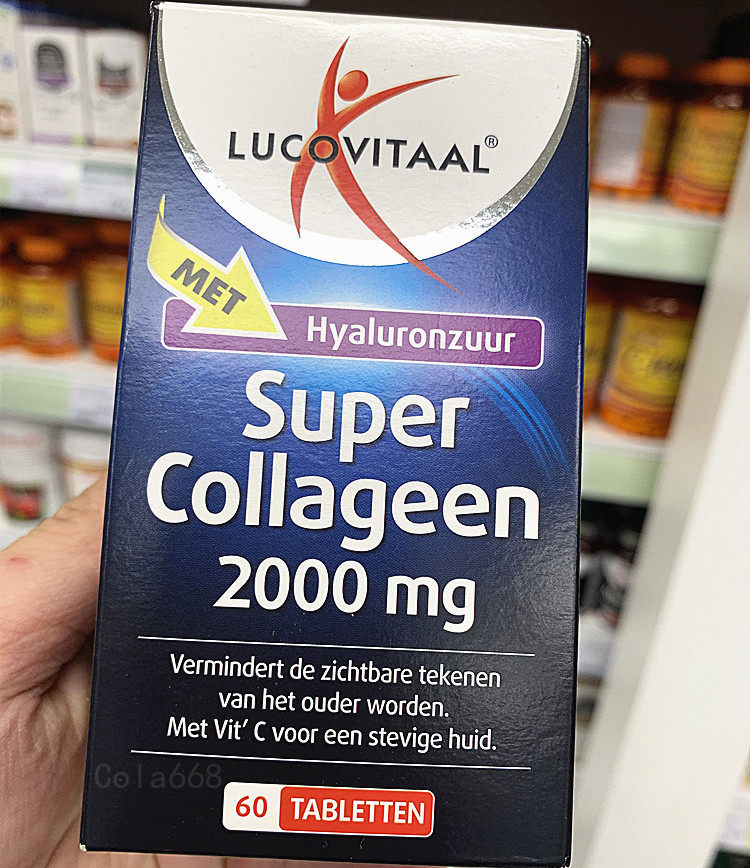 LUCOVITAAL®
MET
Hyaluronzuur
Super
Collageen
2000 mg
Vermindert de zichtbare tekenen
van het ouder worden.
Met Vit' C voor een stevige huid.
Cola668
60 TABLETTEN